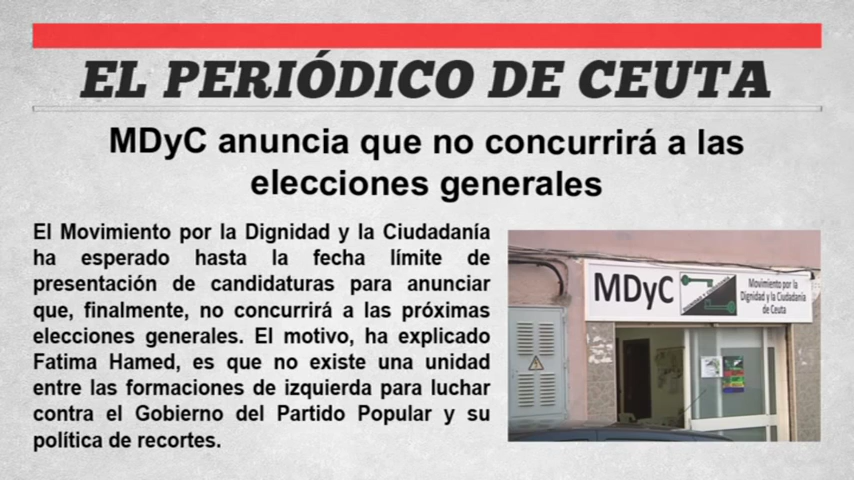 EL PERIÓDICO DE CEUTA
MDyC anuncia que no concurrirá a las
elecciones generales
El Movimiento por la Dignidad y la Ciudadanía
ha esperado hasta la fecha límite de
presentación de candidaturas para anunciar
que, finalmente, no concurrirá a las próximas
elecciones generales. El motivo, ha explicado
Fatima Hamed, es que no existe una unidad
entre las formaciones de izquierda para luchar
contra el Gobierno del Partido Popular y su
política de recortes.
MDyC
Movimiento por la
Dignidad y la Ciudadanía
de Ceuta